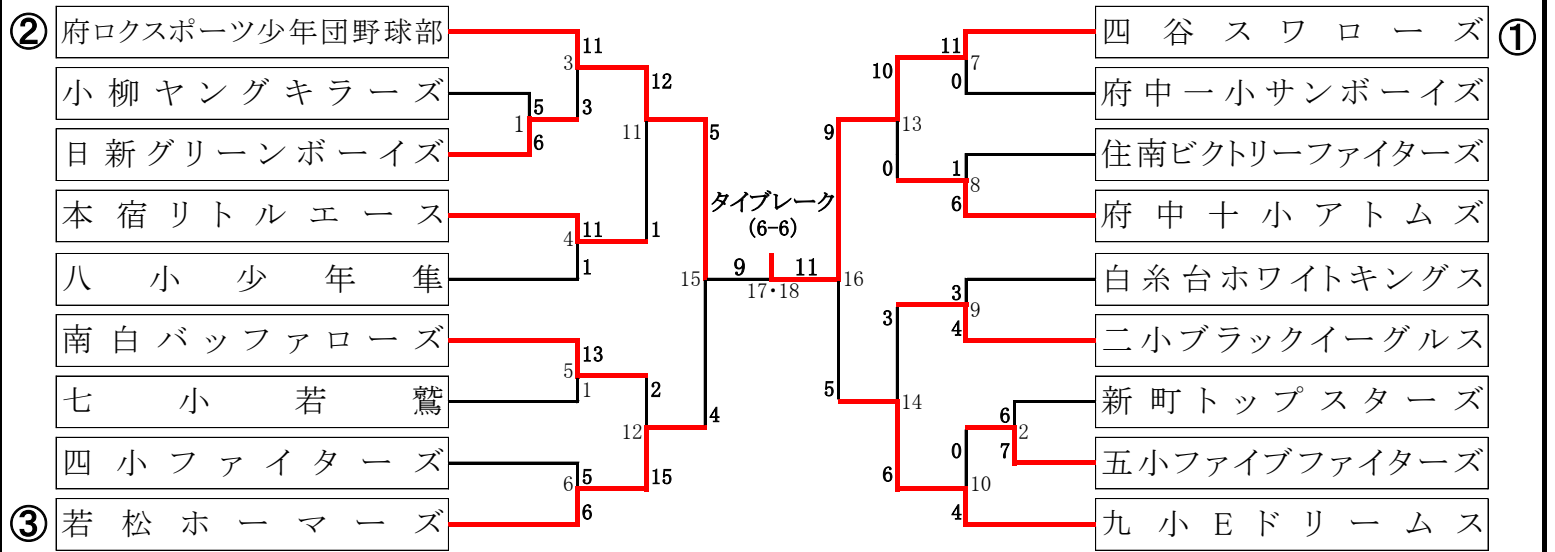 ② 府ロクスポーツ少年団野球部
小柳ヤングキラーズ
日新グリーンボーイズ
本宿リトルエース
八小少年隼
南白バッファローズ
七小若鷲
四小ファイターズ
③ 若松ホーマーズ
11
3
3
5
1
6
12
11
1
11
4
1
13
5
1
2
12
15
5
6
6
5
15
4
タイブレーク
(6-6)
9 11
17・18
9
16
5
10
13
0
11
7
0
1
8
6
3
14
6
3
9
4
6
2
7
0
10
4
四谷スワローズ ①
府中一小サンボーイズ
住南ビクトリーファイターズ
府中十小アトムズ
白糸台ホワイトキングス
二小ブラックイーグルス
新町トップスターズ
五小ファイブファイターズ
九小Eドリームス